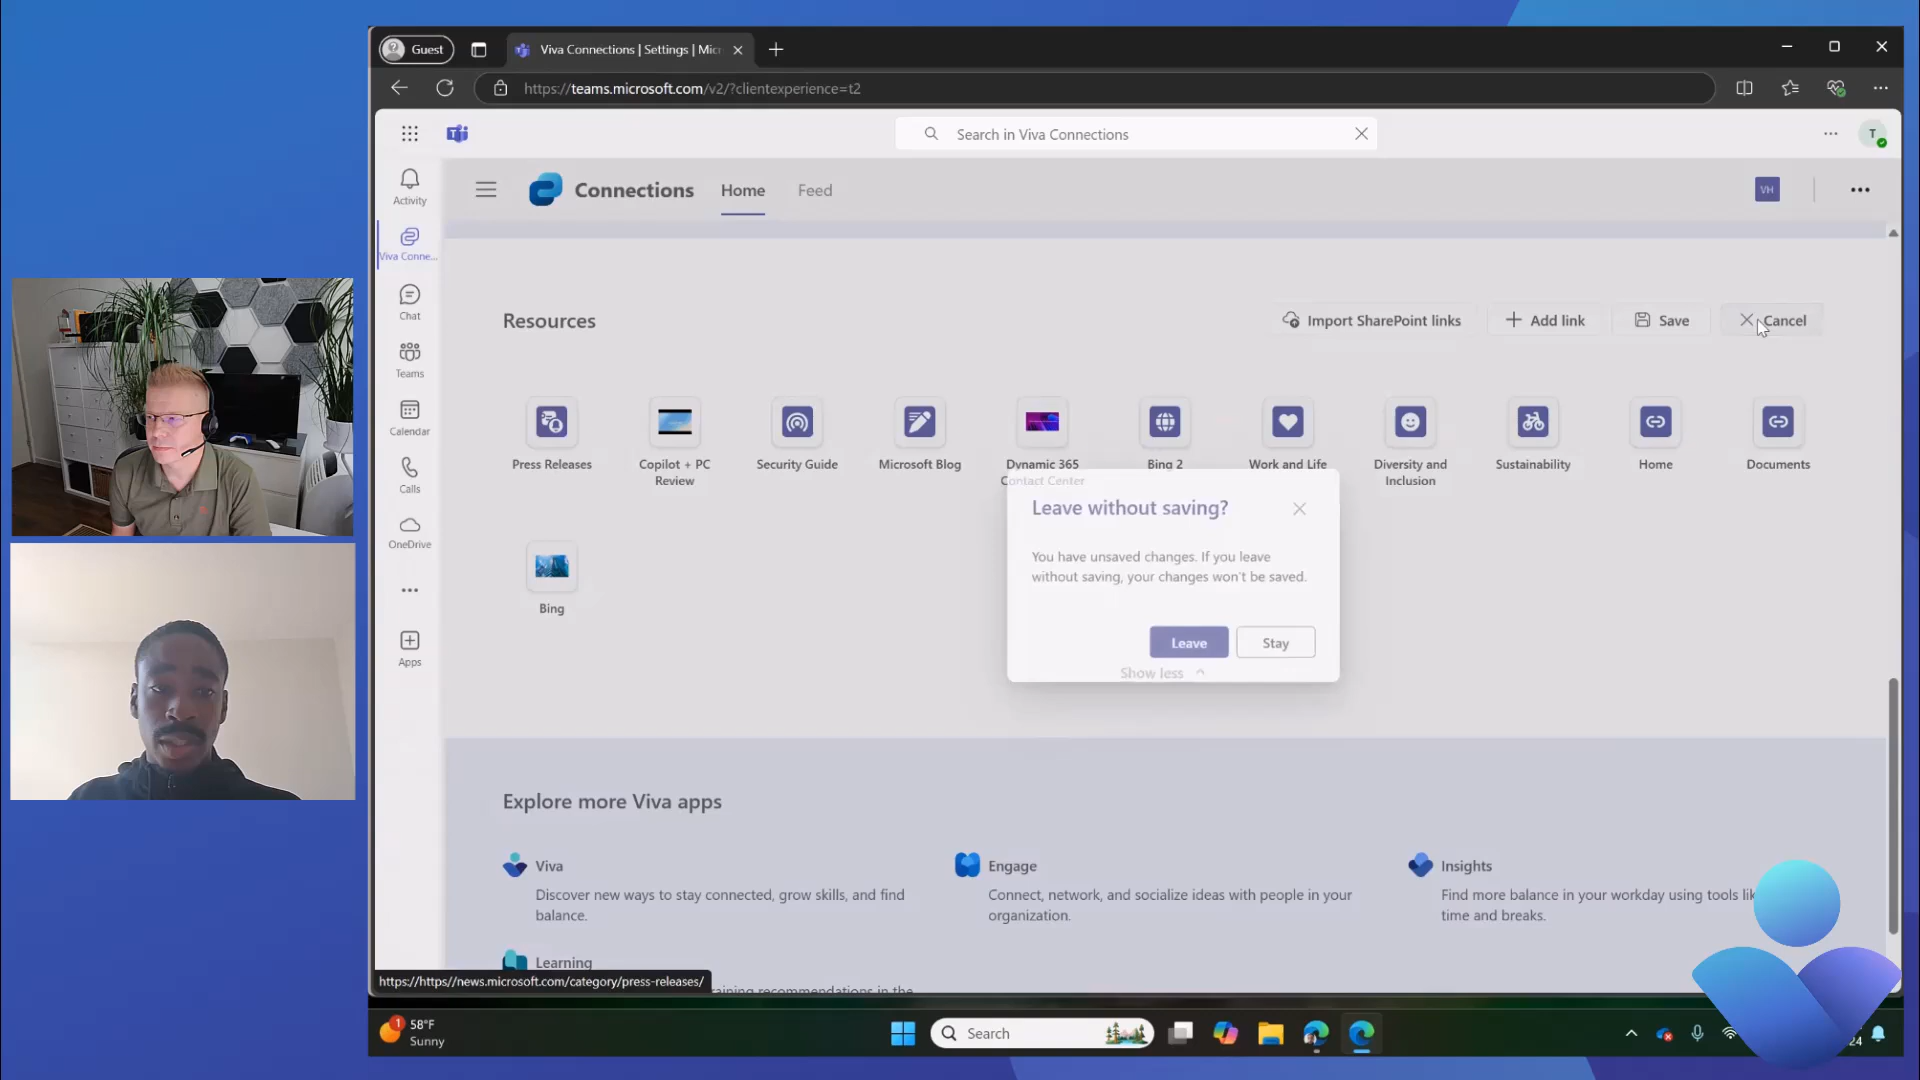 Guest
Viva Connections | Settings | Micr
https://teams.microsoft.com/v2/?clientexperience=t2
Search in Viva Connections
T
Activity
Viva Conne...
Chat
Teams
Calendar
Calls
OneDrive
Apps
Connections
Home
Feed
VH
Resources
Import SharePoint links
Add link
Save
Cancel
Press Releases
Copilot + PC
Review
Security Guide
Microsoft Blog
Dynamic 365
Contact Center
Bing 2
Work and Life
Diversity and
Inclusion
Sustainability
Home
Documents
Bing
Leave without saving?
You have unsaved changes. If you leave
without saving, your changes won't be saved.
Leave
Stay
Show less
Explore more Viva apps
Viva
Discover new ways to stay connected, grow skills, and find
balance.
Engage
Connect, network, and socialize ideas with people in your
organization.
Insights
Find more balance in your workday using tools
time and breaks.
Learning
recommendations in the
https://https//news.microsoft.com/category/press-releases/
1
58°F
Sunny
Search
24